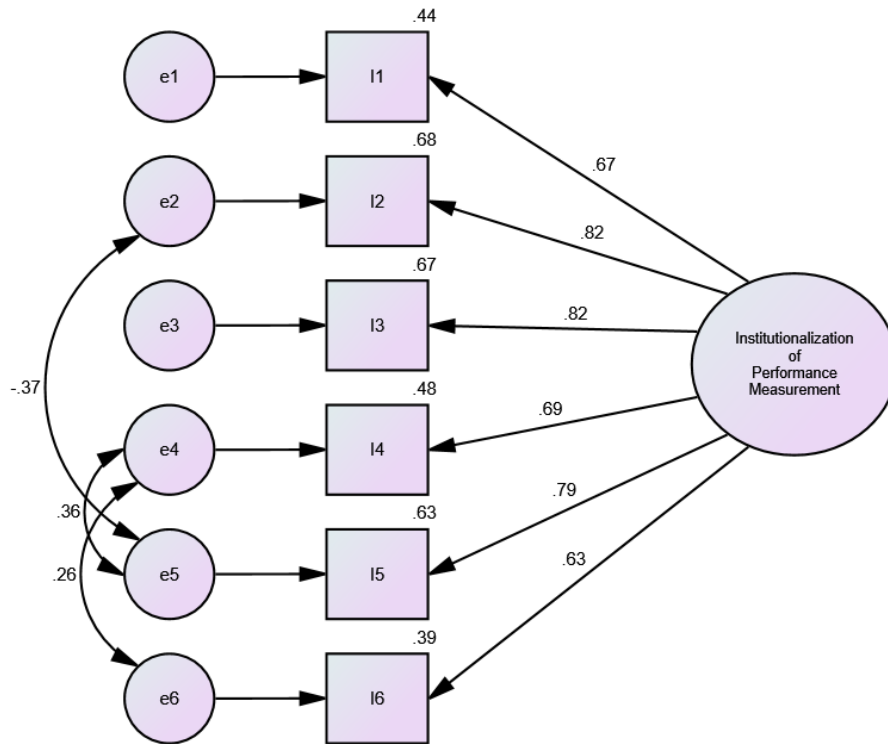 .44
e1
I1
.67
.68
e2
I2
.82
.67
e3
I3
.82
Institutionalization
of
Performance
Measurement
-.37
.48
e4
I4
.69
.36
.63
e5
I5
.79
.26
.39
e6
I6
.63